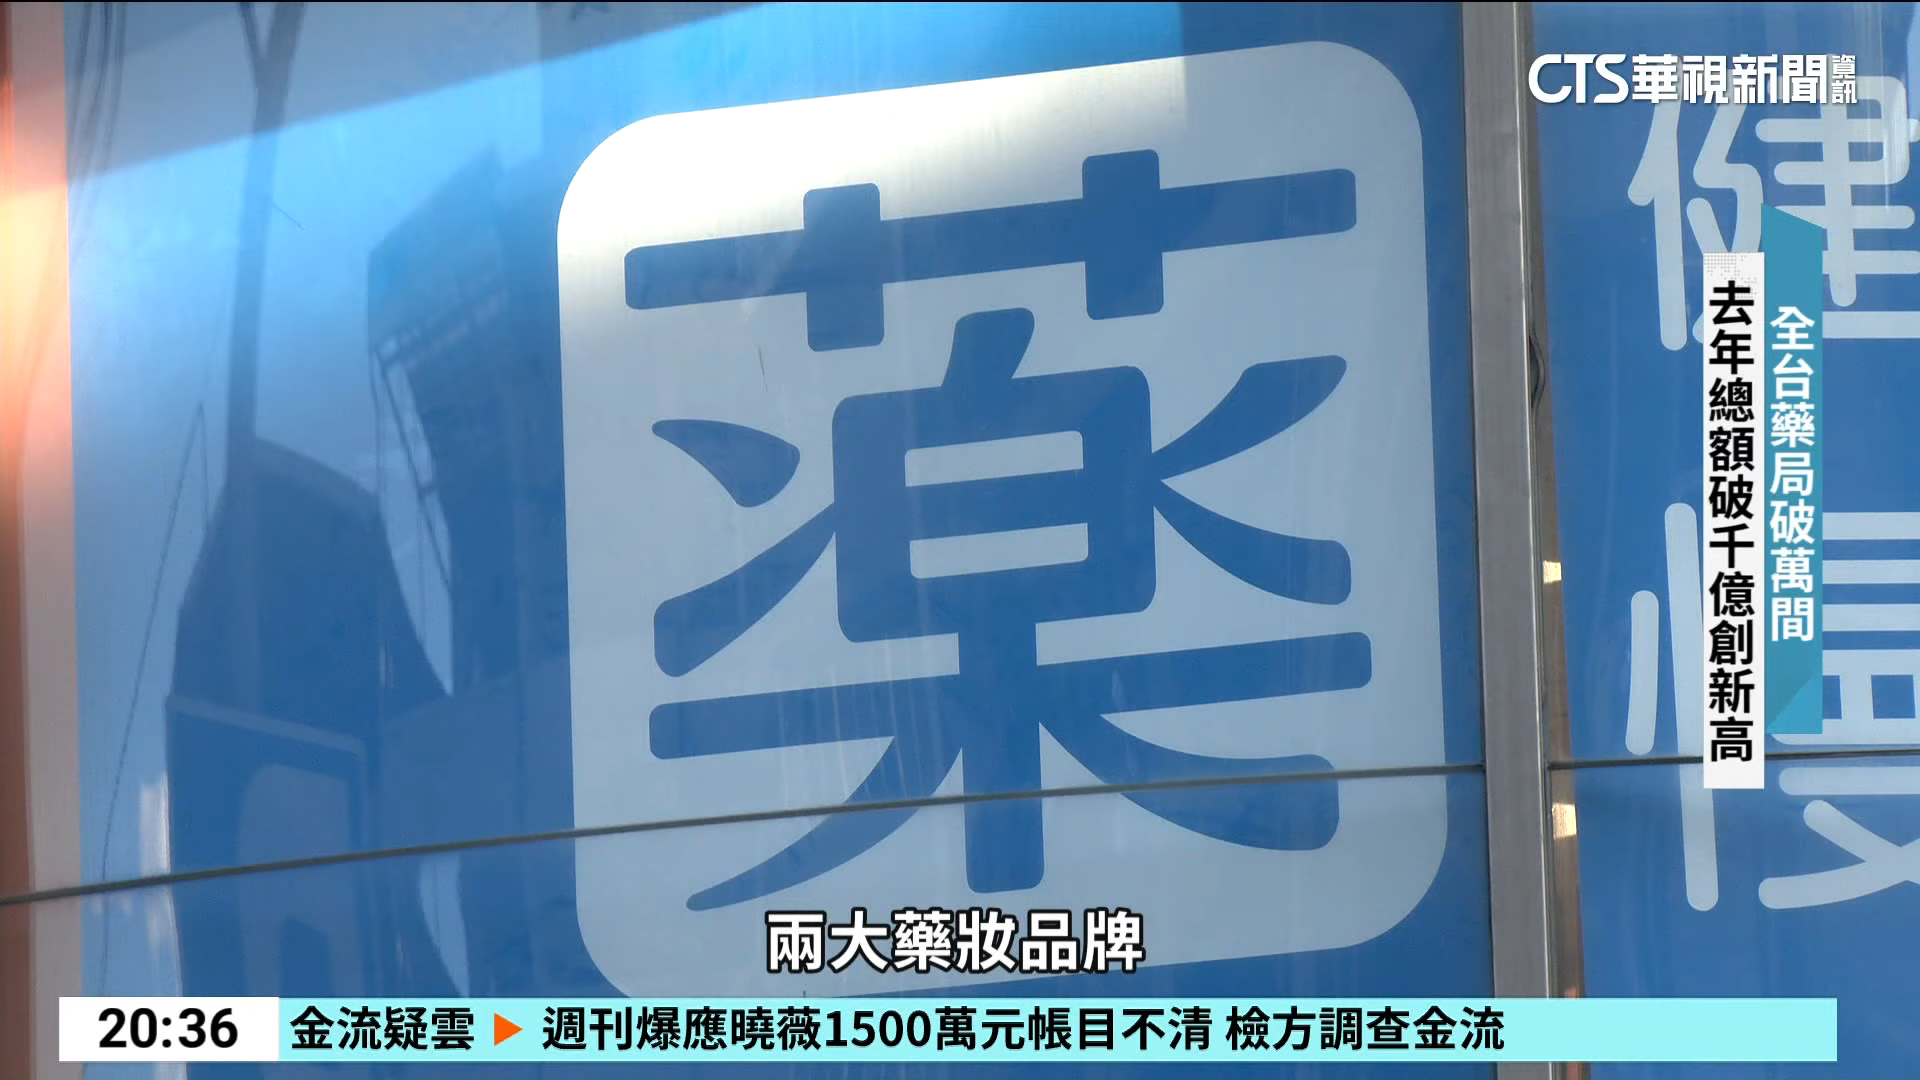 CTS華視新聞資訊
薬
健
全台藥局破萬間
去年總額破千億創新高
兩大藥妝品牌
20:36 金流疑雲 ▶ 週刊爆應曉薇1500萬元帳目不清 檢方調查金流